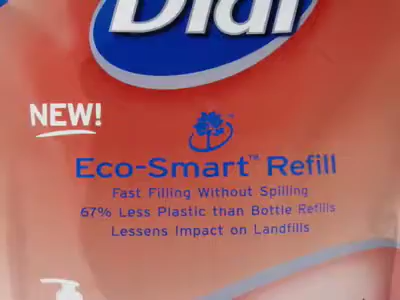 Dial
NEW!
Eco-Smart™ Refill
Fast Filling Without Spilling
67% Less Plastic than Bottle Refills
Lessens Impact on Landfills